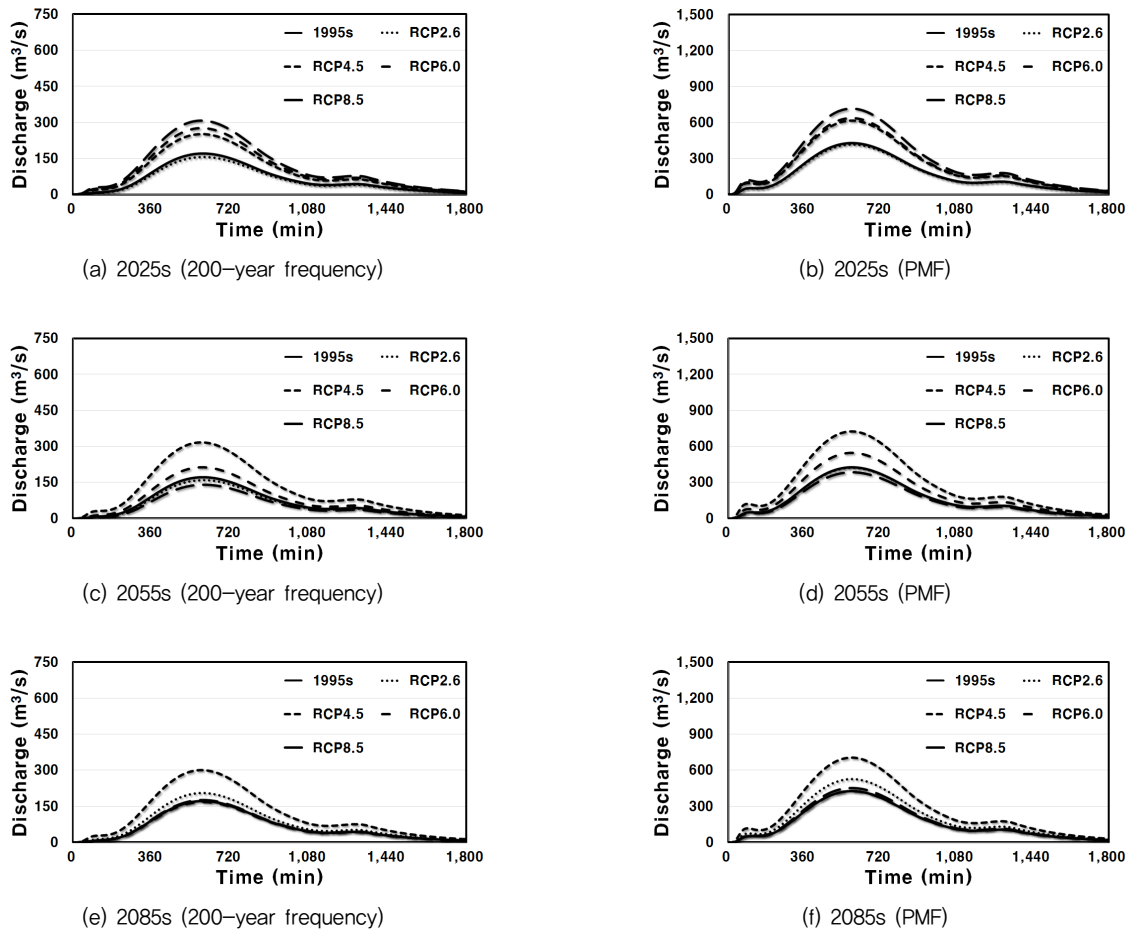 750
600
450
300
150
0
Discharge (m³/s)
1995s RCP2.6
RCP4.5 RCP6.0
RCP8.5
0 360 720 1,080 1,440 1,800
Time (min)
(a) 2025s (200-year frequency)
1,500
1,200
900
600
300
0
Discharge (m³/s)
1995s RCP2.6
RCP4.5 RCP6.0
RCP8.5
0 360 720 1,080 1,440 1,800
Time (min)
(b) 2025s (PMF)
750
600
450
300
150
0
Discharge (m³/s)
1995s RCP2.6
RCP4.5 RCP6.0
RCP8.5
0 360 720 1,080 1,440 1,800
Time (min)
(c) 2055s (200-year frequency)
1,500
1,200
900
600
300
0
Discharge (m³/s)
1995s RCP2.6
RCP4.5 RCP6.0
RCP8.5
0 360 720 1,080 1,440 1,800
Time (min)
(d) 2055s (PMF)
750
600
450
300
150
0
Discharge (m³/s)
1995s RCP2.6
RCP4.5 RCP6.0
RCP8.5
0 360 720 1,080 1,440 1,800
Time (min)
(e) 2085s (200-year frequency)
1,500
1,200
900
600
300
0
Discharge (m³/s)
1995s RCP2.6
RCP4.5 RCP6.0
RCP8.5
0 360 720 1,080 1,440 1,800
Time (min)
(f) 2085s (PMF)